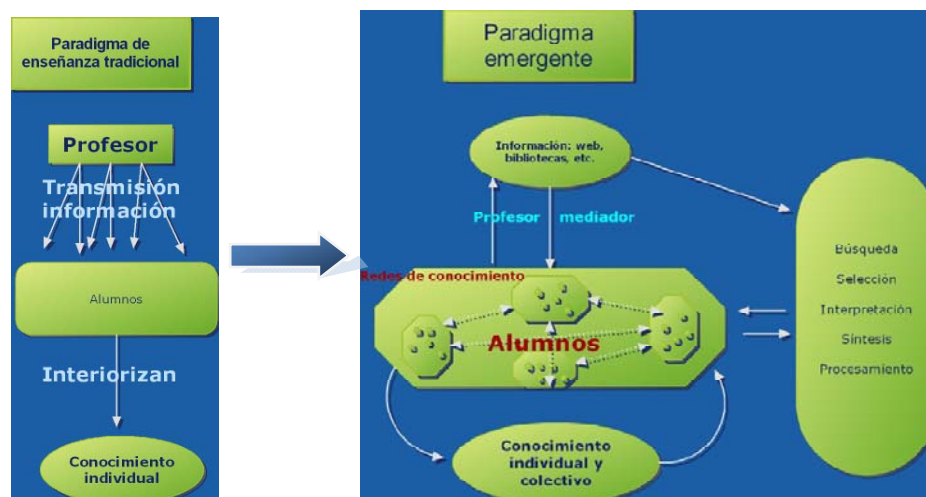 Paradigma de
enseñanza tradicional
Profesor
Transmisión
información
Alumnos
Interiorizan
Conocimiento
individual
Paradigma
emergente
Información: web,
bibliotecas, etc.
Profesor mediador
Redes de conocimiento
Alumnos
Conocimiento
individual y
colectivo
Búsqueda
Selección
Interpretación
Síntesis
Procesamiento